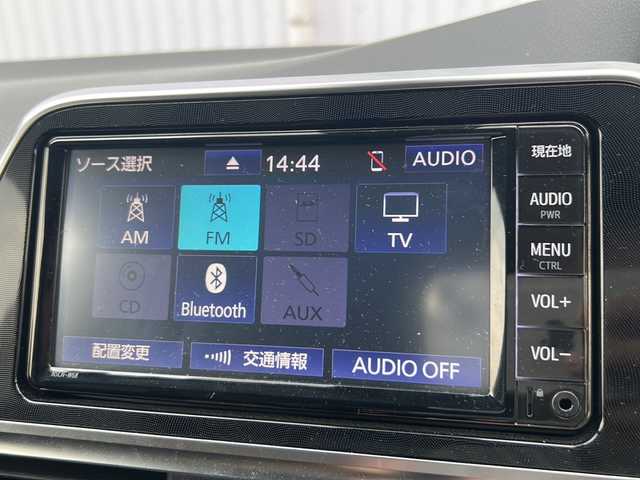 ソース選択 14:44 AUDIO
AM FM SD TV
CD Bluetooth AUX
配置変更 交通情報 AUDIO OFF
現在地
AUDIO
PWR
MENU
CTRL
VOL+
VOL-